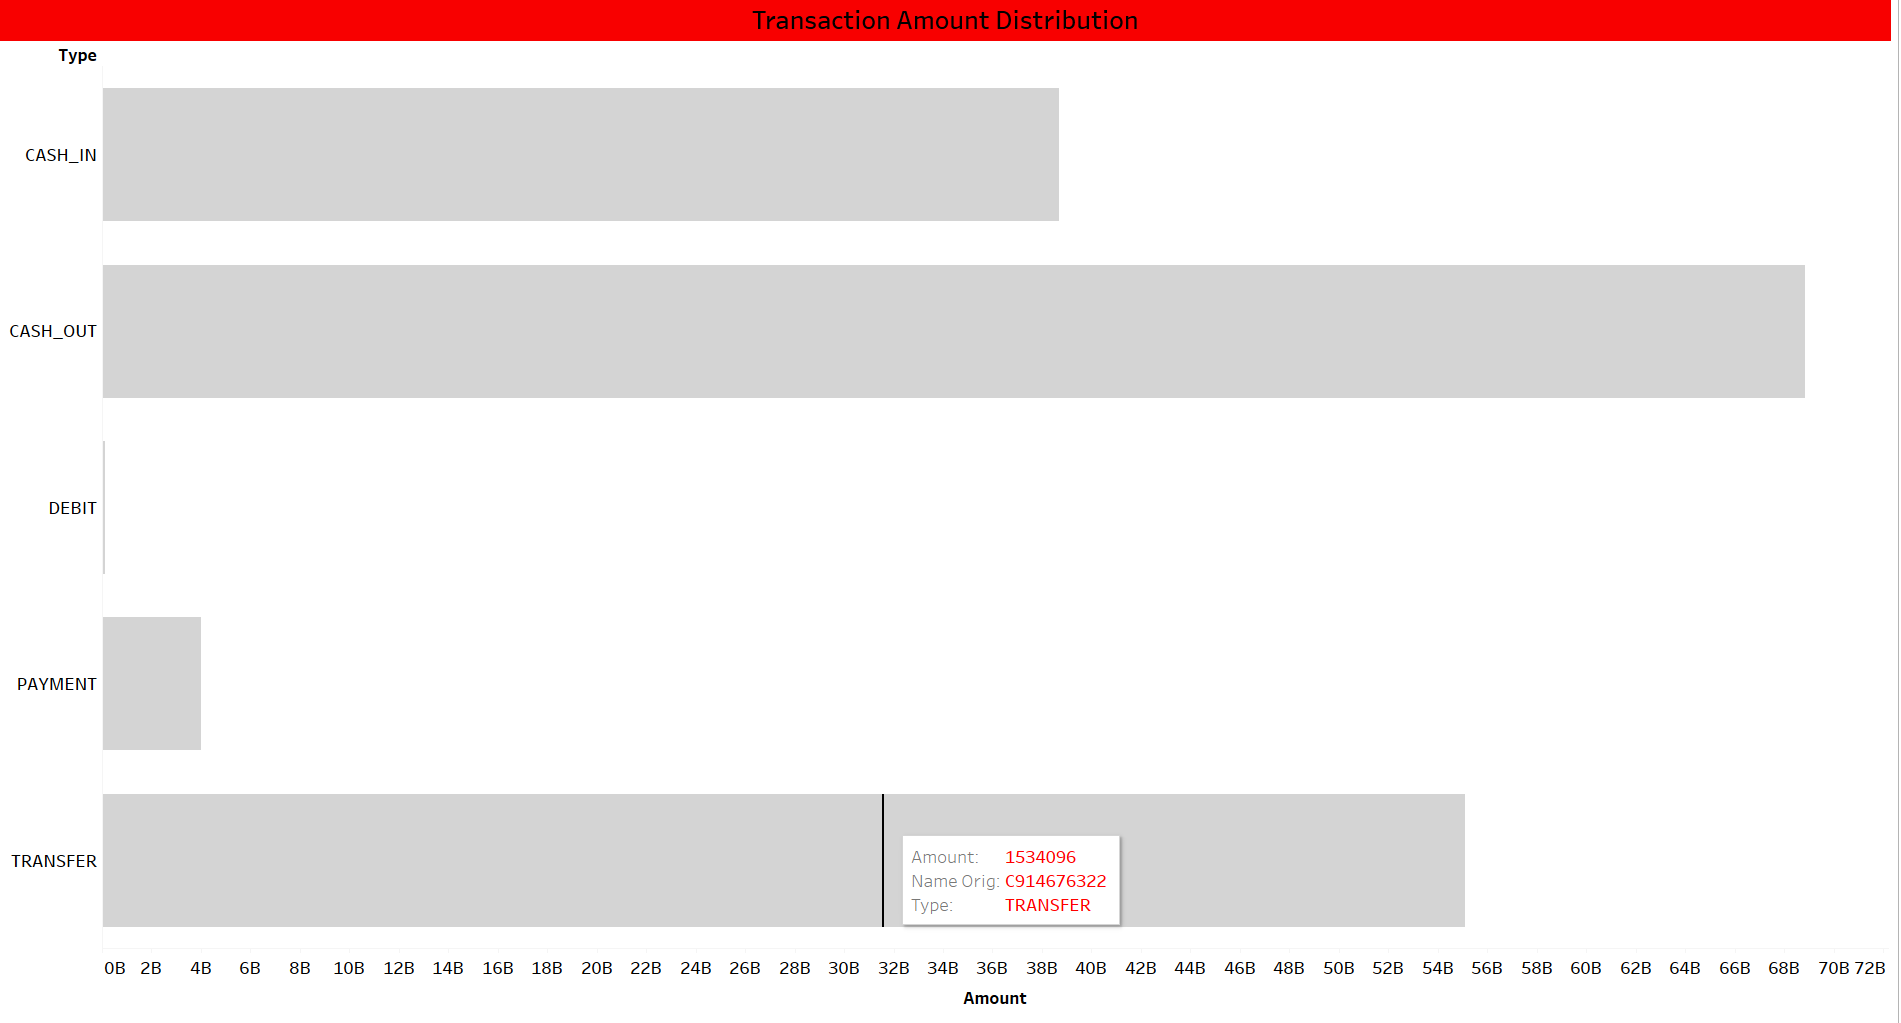 Transaction Amount Distribution
Type
CASH_IN
CASH_OUT
DEBIT
PAYMENT
TRANSFER
Amount: 1534096
Name Orig: C914676322
Type: TRANSFER
0B 2B 4B 6B 8B 10B 12B 14B 16B 18B 20B 22B 24B 26B 28B 30B 32B 34B 36B 38B 40B 42B 44B 46B 48B 50B 52B 54B 56B 58B 60B 62B 64B 66B 68B 70B 72B
Amount